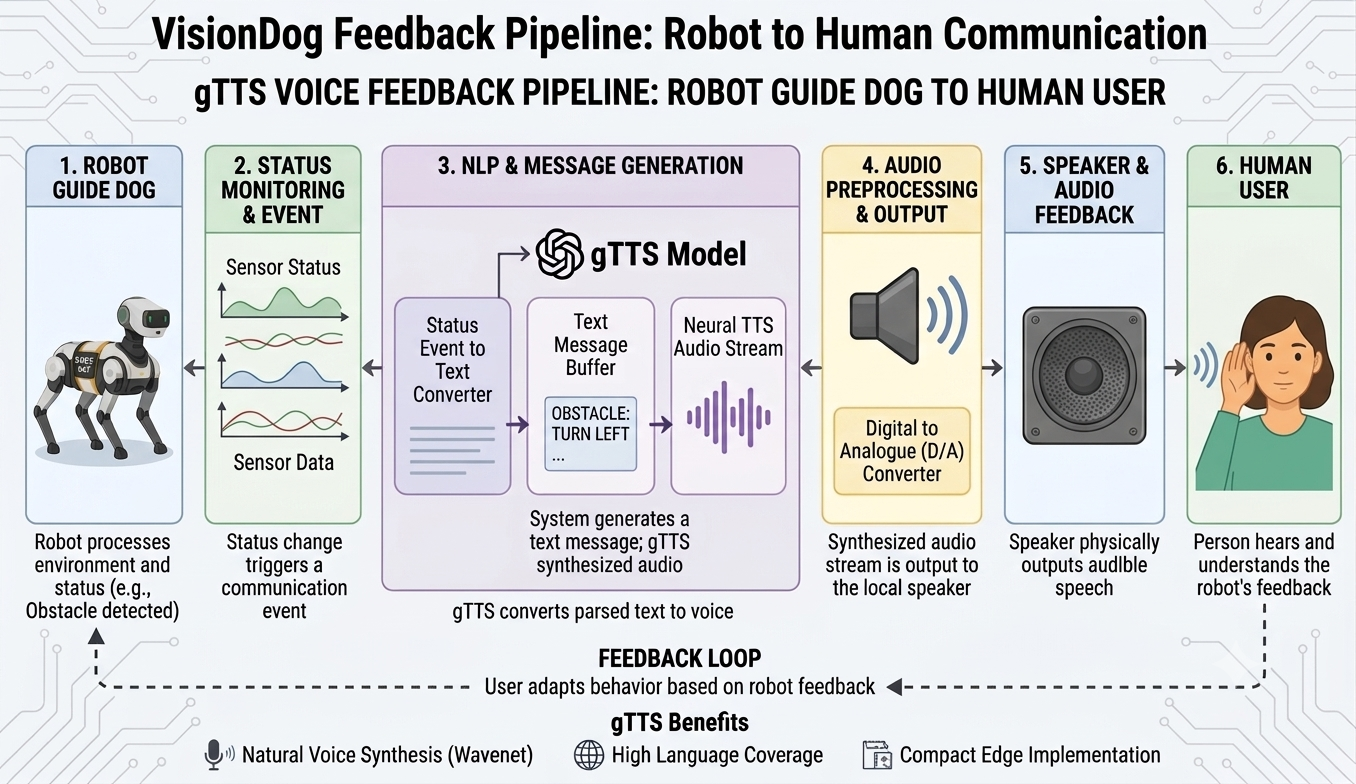 VisionDog Feedback Pipeline: Robot to Human Communication
gTTS VOICE FEEDBACK PIPELINE: ROBOT GUIDE DOG TO HUMAN USER
1. ROBOT
GUIDE DOG
Robot processes
environment and
status (e.g.,
Obstacle detected)
2. STATUS
MONITORING
& EVENT
Sensor Status
Sensor Data
Status change
triggers a
communication
event
3. NLP & MESSAGE GENERATION
gTTS Model
Status
Event to
Text
Converter
Text
Message
Buffer
OBSTACLE:
TURN LEFT
...
Neural TTS
Audio Stream
System generates a
text message; gTTS
synthesized audio
gTTS converts parsed text to voice
4. AUDIO
PREPROCESSING
& OUTPUT
Digital to
Analogue (D/A)
Converter
Synthesized audio
stream is output to
the local speaker
5. SPEAKER &
AUDIO
FEEDBACK
Speaker physically
outputs audlble
speech
6. HUMAN
USER
Person hears and
understands the
robot's feedback
FEEDBACK LOOP
User adapts behavior based on robot feedback
gTTS Benefits
Natural Voice Synthesis (Wavenet)
High Language Coverage
Compact Edge Implementation